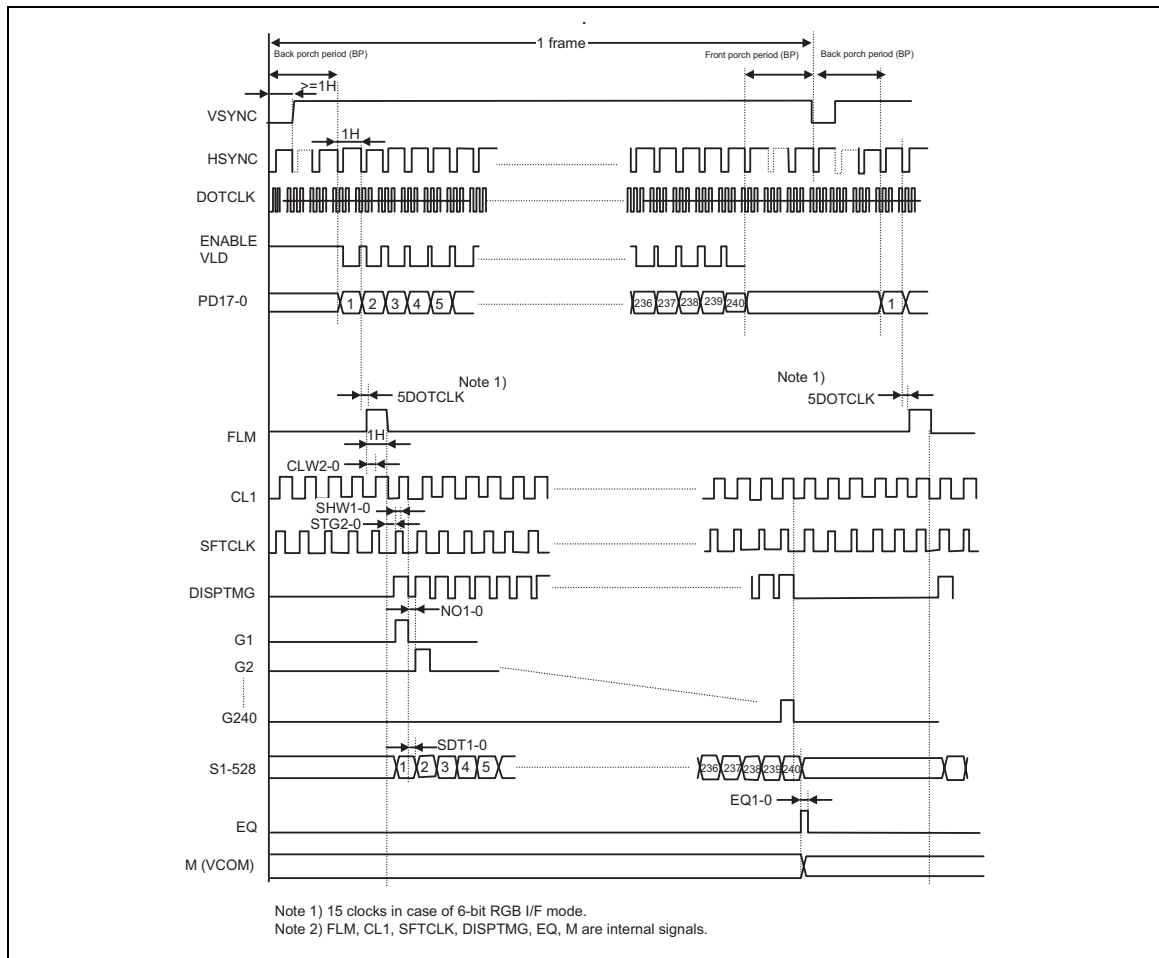 1 frame
Back porch period (BP)
Front porch period (BP)
Back porch period (BP)
>=1H
VSYNC
1H
HSYNC
DOTCLK
ENABLE
VLD
PD17-0
1 2 3 4 5
236 237 238 239 240
1
Note 1)
5DOTCLK
Note 1)
5DOTCLK
FLM
1H
CLW2-0
CL1
SHW1-0
STG2-0
SFTCLK
DISPTMG
NO1-0
G1
G2
G240
SDT1-0
S1-528
1 2 3 4 5
236 237 238 239 240
EQ1-0
EQ
M (VCOM)
Note 1) 15 clocks in case of 6-bit RGB I/F mode.
Note 2) FLM, CL1, SFTCLK, DISPTMG, EQ, M are internal signals.